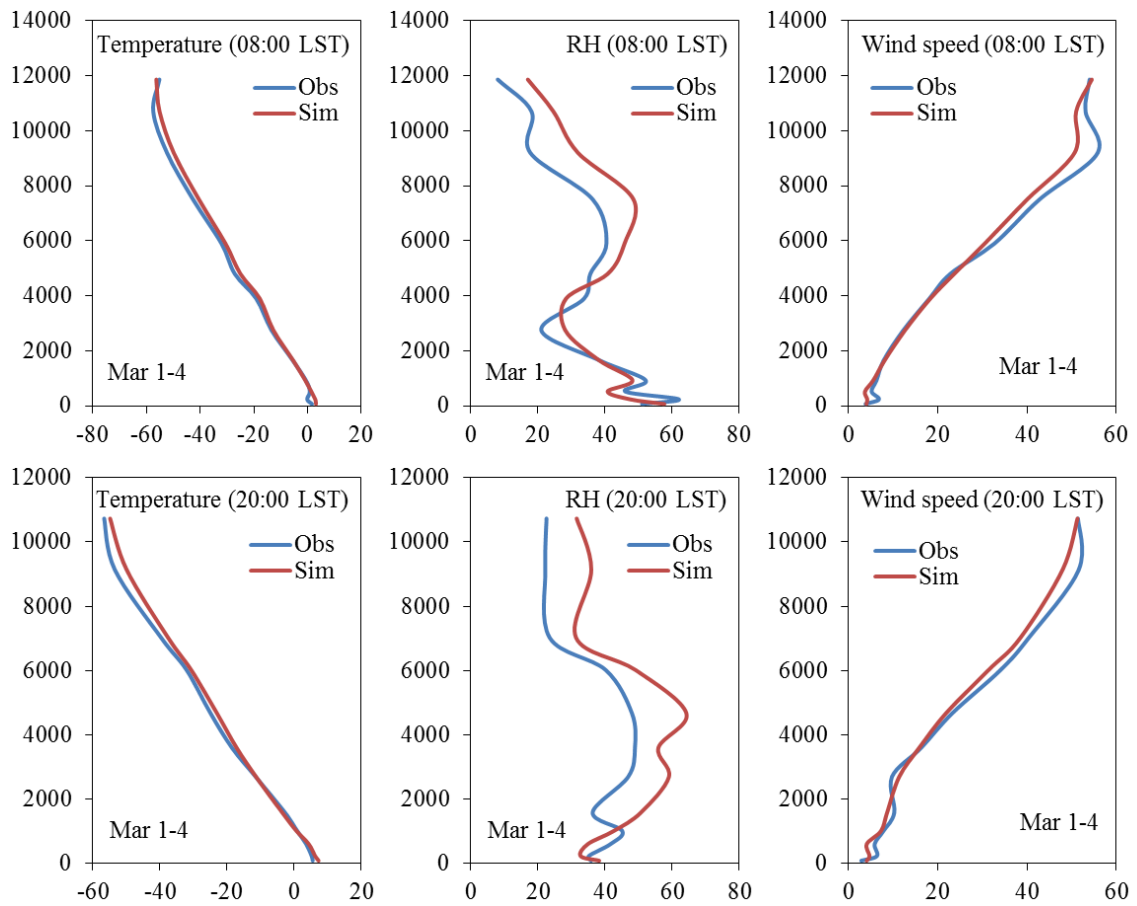 14000
12000
10000
8000
6000
4000
2000
0
-80 -60 -40 -20 0 20
Temperature (08:00 LST)
Obs
Sim
Mar 1-4
14000
12000
10000
8000
6000
4000
2000
0
0 20 40 60 80
RH (08:00 LST)
Obs
Sim
Mar 1-4
14000
12000
10000
8000
6000
4000
2000
0
0 20 40 60
Wind speed (08:00 LST)
Obs
Sim
Mar 1-4
12000
10000
8000
6000
4000
2000
0
-60 -40 -20 0 20
Temperature (20:00 LST)
Obs
Sim
Mar 1-4
12000
10000
8000
6000
4000
2000
0
0 20 40 60 80
RH (20:00 LST)
Obs
Sim
Mar 1-4
12000
10000
8000
6000
4000
2000
0
0 20 40 60
Wind speed (20:00 LST)
Obs
Sim
Mar 1-4